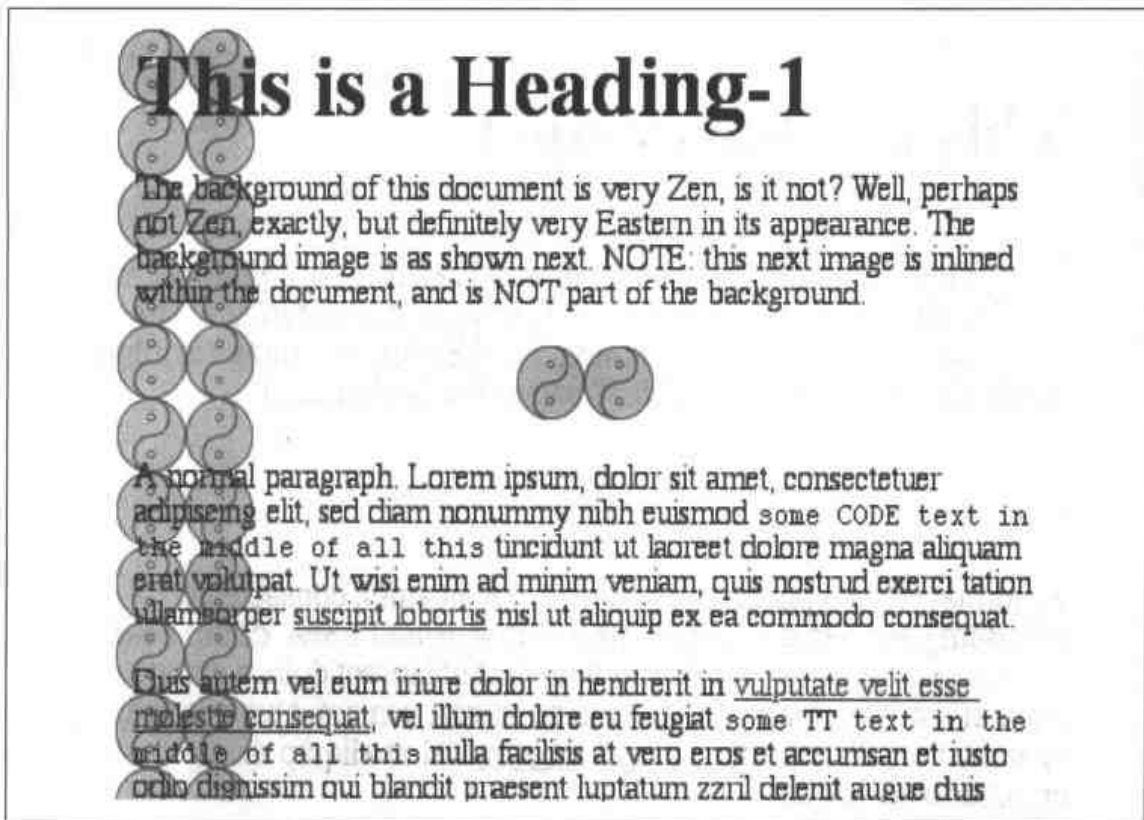 This is a Heading-1
The background of this document is very Zen, is it not? Well, perhaps
not Zen, exactly, but definitely very Eastern in its appearance. The
background image is as shown next. NOTE: this next image is inlined
within the document, and is NOT part of the background.
A normal paragraph. Lorem ipsum, dolor sit amet, consectetuer
adipiscing elit, sed diam nonummy nibh euismod some CODE text in
the middle of all this tincidunt ut laoreet dolore magna aliquam
erat volutpat. Ut wisi enim ad minim veniam, quis nostrud exerci tation
ullamcorper suscipit lobortis nisl ut aliquip ex ea commodo consequat.
Duis autem vel eum iriure dolor in hendrerit in vulputate velit esse
molestie consequat, vel illum dolore eu feugiat some TT text in the
middle of all this nulla facilisis at vero eros et accumsan et iusto
odio dignissim qui blandit praesent luptatum zzril delenit augue duis